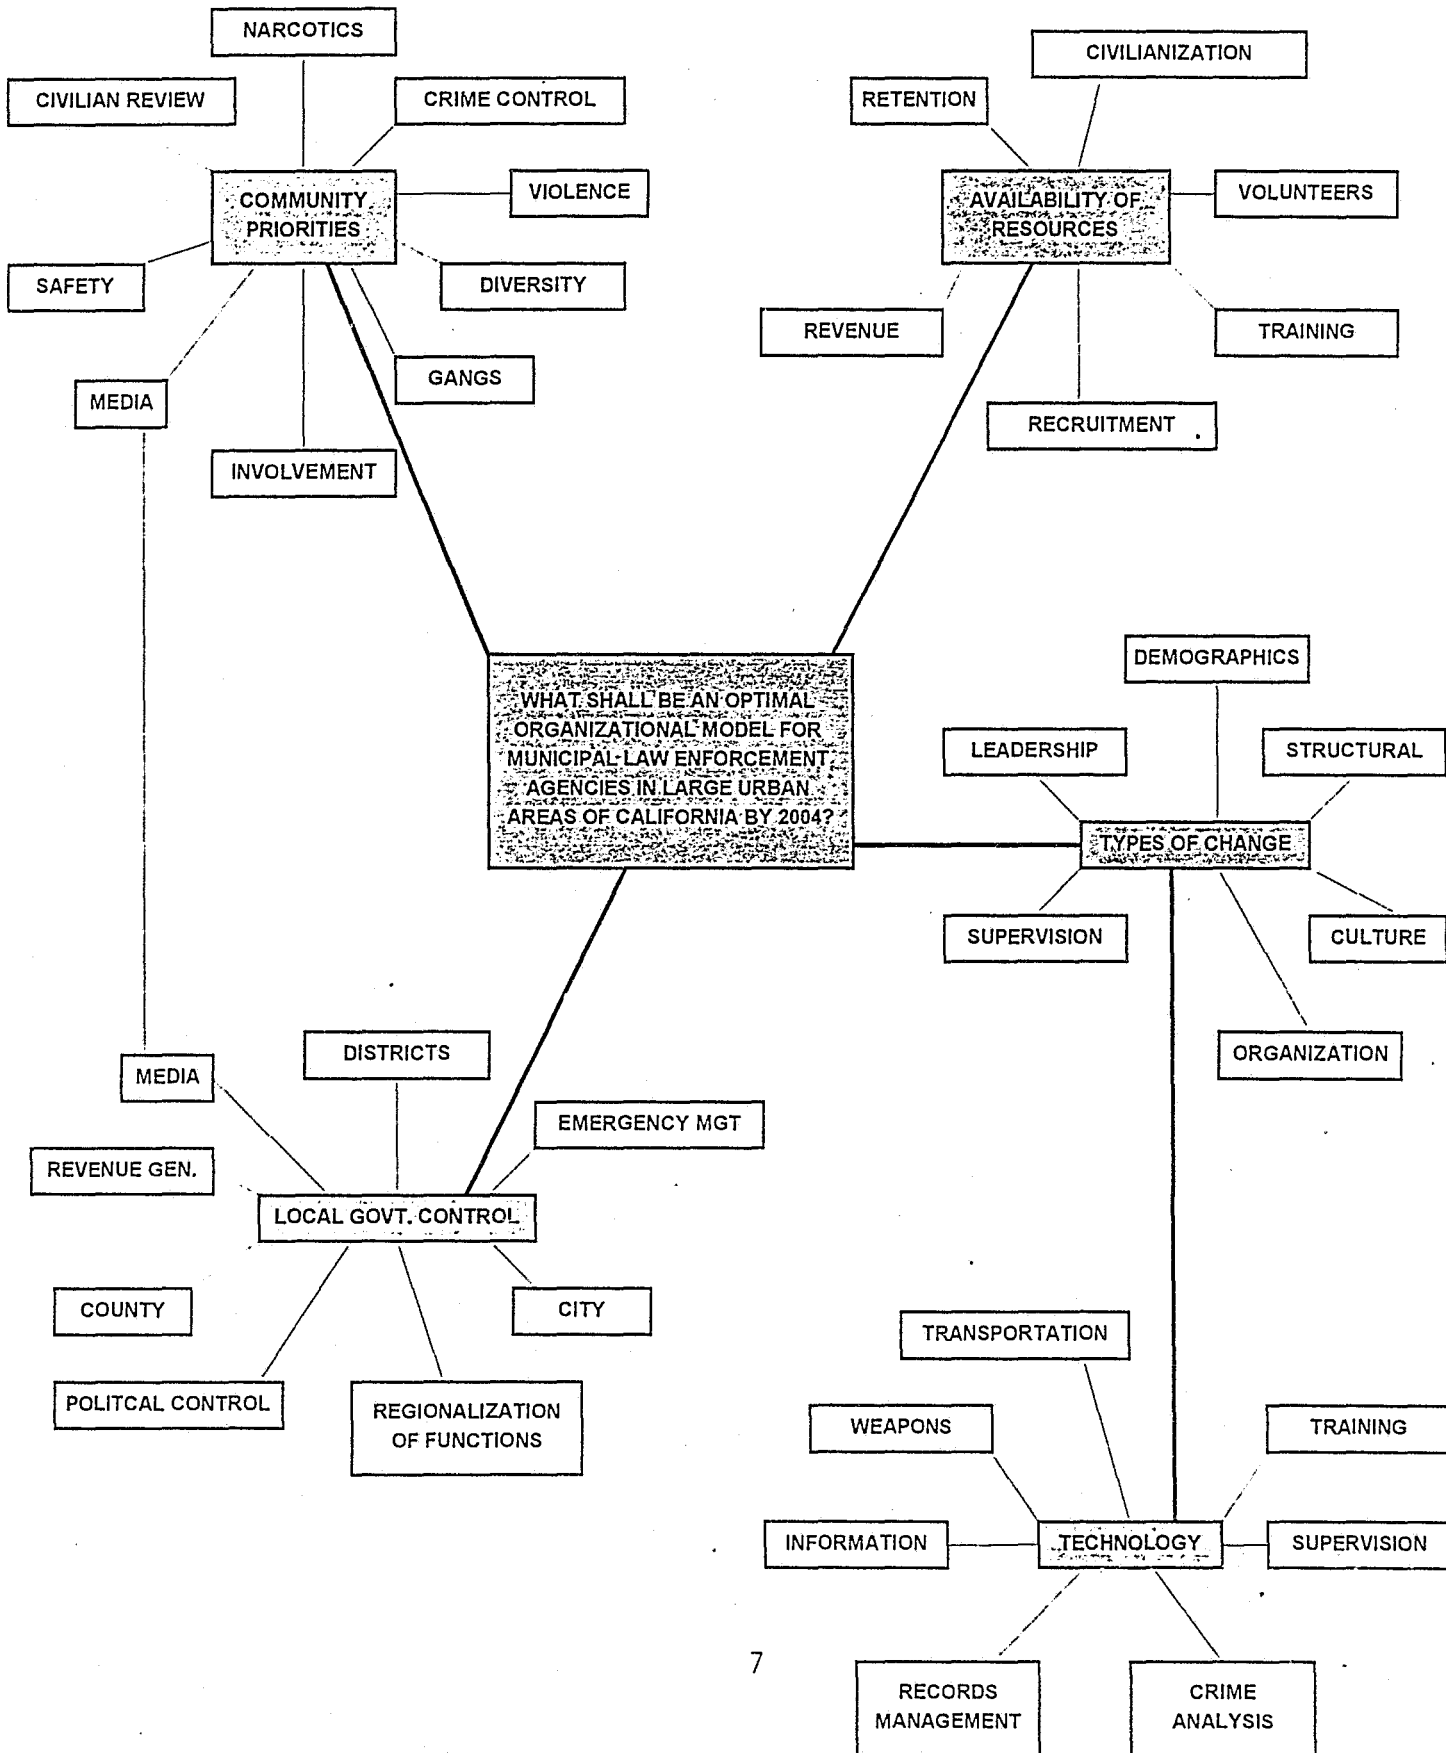 NARCOTICS
CIVILIAN REVIEW
CRIME CONTROL
COMMUNITY
PRIORITIES
VIOLENCE
SAFETY
DIVERSITY
MEDIA
GANGS
INVOLVEMENT
CIVILIANIZATION
RETENTION
AVAILABILITY OF
RESOURCES
VOLUNTEERS
REVENUE
TRAINING
RECRUITMENT
WHAT SHALL BE AN OPTIMAL
ORGANIZATIONAL MODEL FOR
MUNICIPAL LAW ENFORCEMENT
AGENCIES IN LARGE URBAN
AREAS OF CALIFORNIA BY 2004?
DEMOGRAPHICS
LEADERSHIP
STRUCTURAL
TYPES OF CHANGE
SUPERVISION
CULTURE
ORGANIZATION
DISTRICTS
MEDIA
EMERGENCY MGT
REVENUE GEN.
LOCAL GOVT. CONTROL
COUNTY
CITY
POLITCAL CONTROL
REGIONALIZATION
OF FUNCTIONS
TRANSPORTATION
WEAPONS
TRAINING
INFORMATION
TECHNOLOGY
SUPERVISION
RECORDS
MANAGEMENT
CRIME
ANALYSIS
7